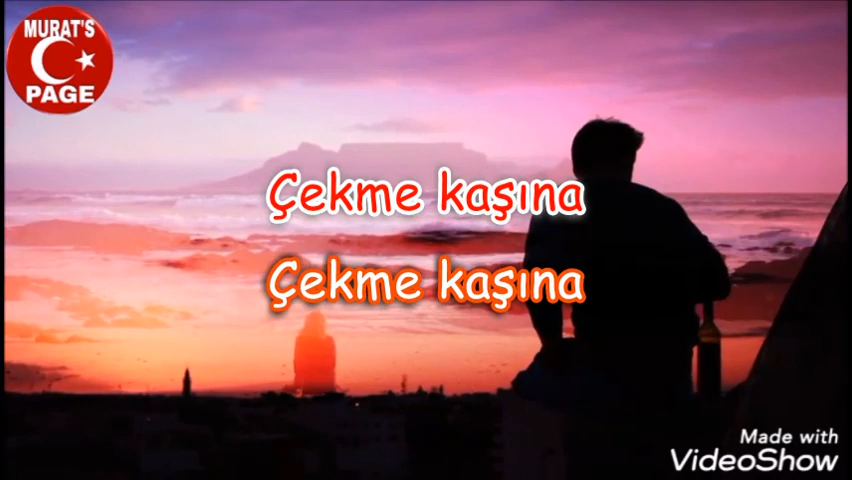 MURAT'S
PAGE
Çekme kaşına
Çekme kaşına
Made with
VideoShow